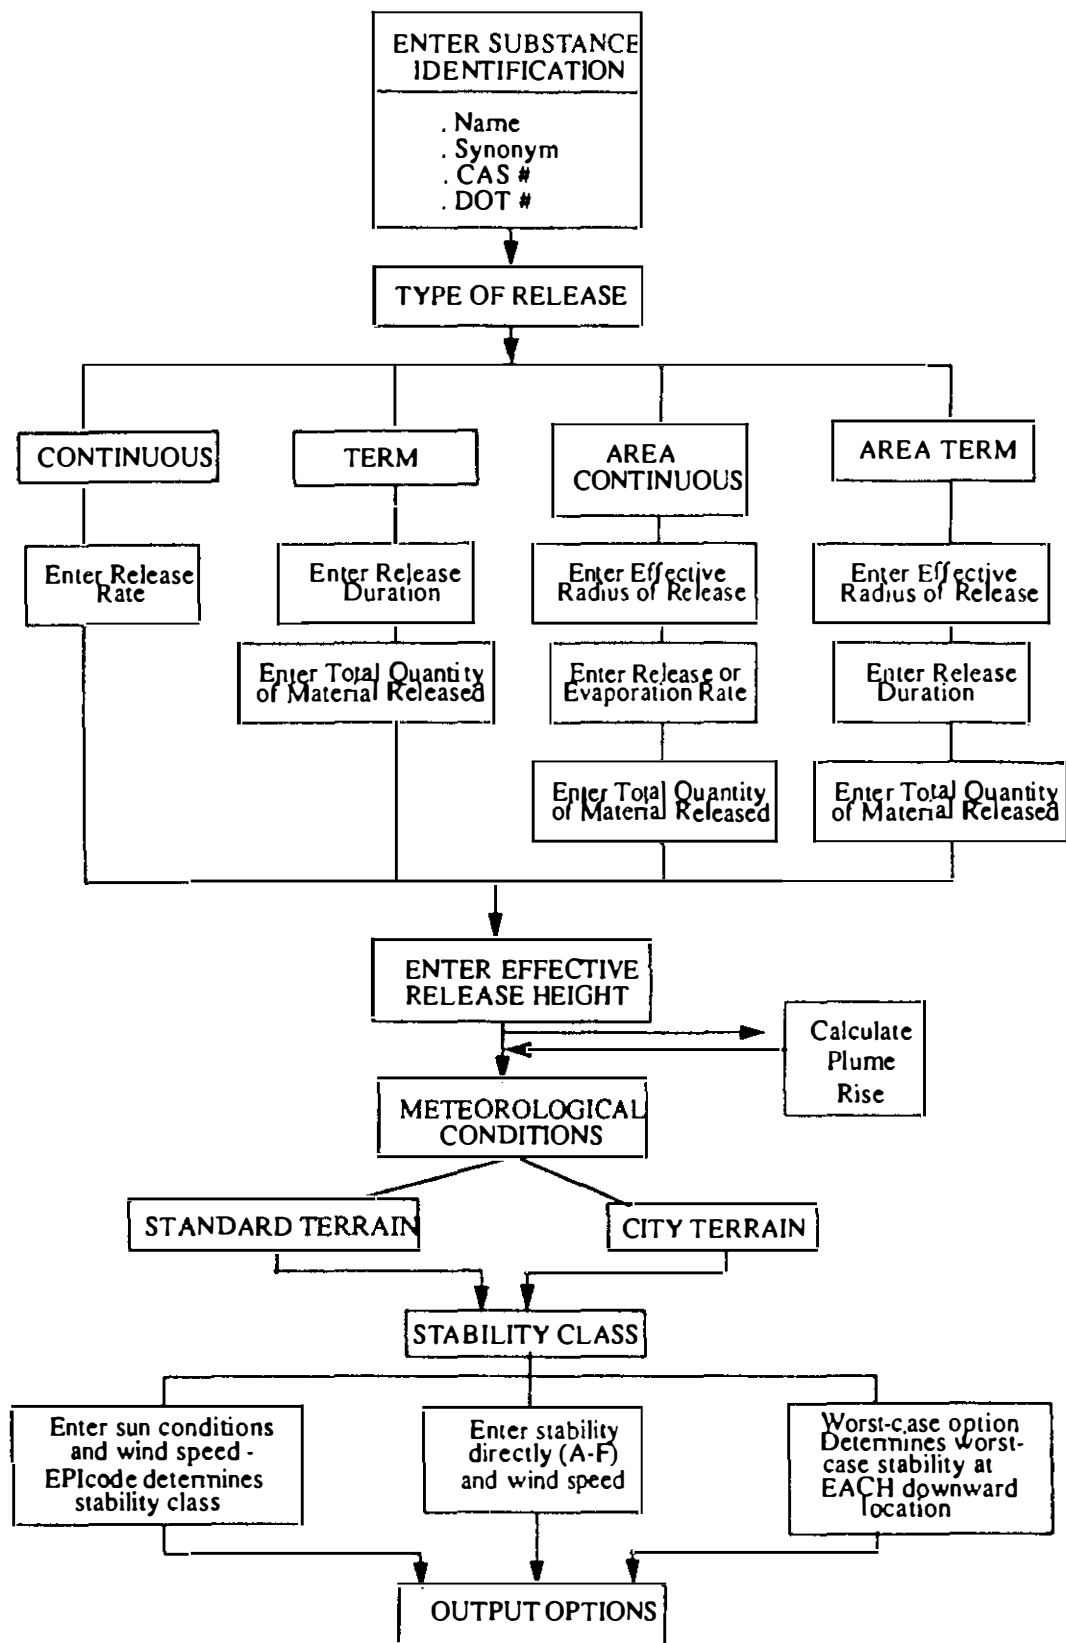 ENTER SUBSTANCE
IDENTIFICATION
. Name
. Synonym
. CAS #
. DOT #
TYPE OF RELEASE
CONTINUOUS
TERM
AREA
CONTINUOUS
AREA TERM
Enter Release
Rate
Enter Release
Duration
Enter Effective
Radius of Release
Enter Effective
Radius of Release
Enter Total Quantity
of Material Released
Enter Release or
Evaporation Rate
Enter Release
Duration
Enter Total Quantity
of Material Released
Enter Total Quantity
of Material Released
ENTER EFFECTIVE
RELEASE HEIGHT
Calculate
Plume
Rise
METEOROLOGICAL
CONDITIONS
STANDARD TERRAIN
CITY TERRAIN
STABILITY CLASS
Enter sun conditions
and wind speed -
EPIcode determines
stability class
Enter stability
directly (A-F)
and wind speed
Worst-case option
Determines worst-
case stability at
EACH downward
location
OUTPUT OPTIONS